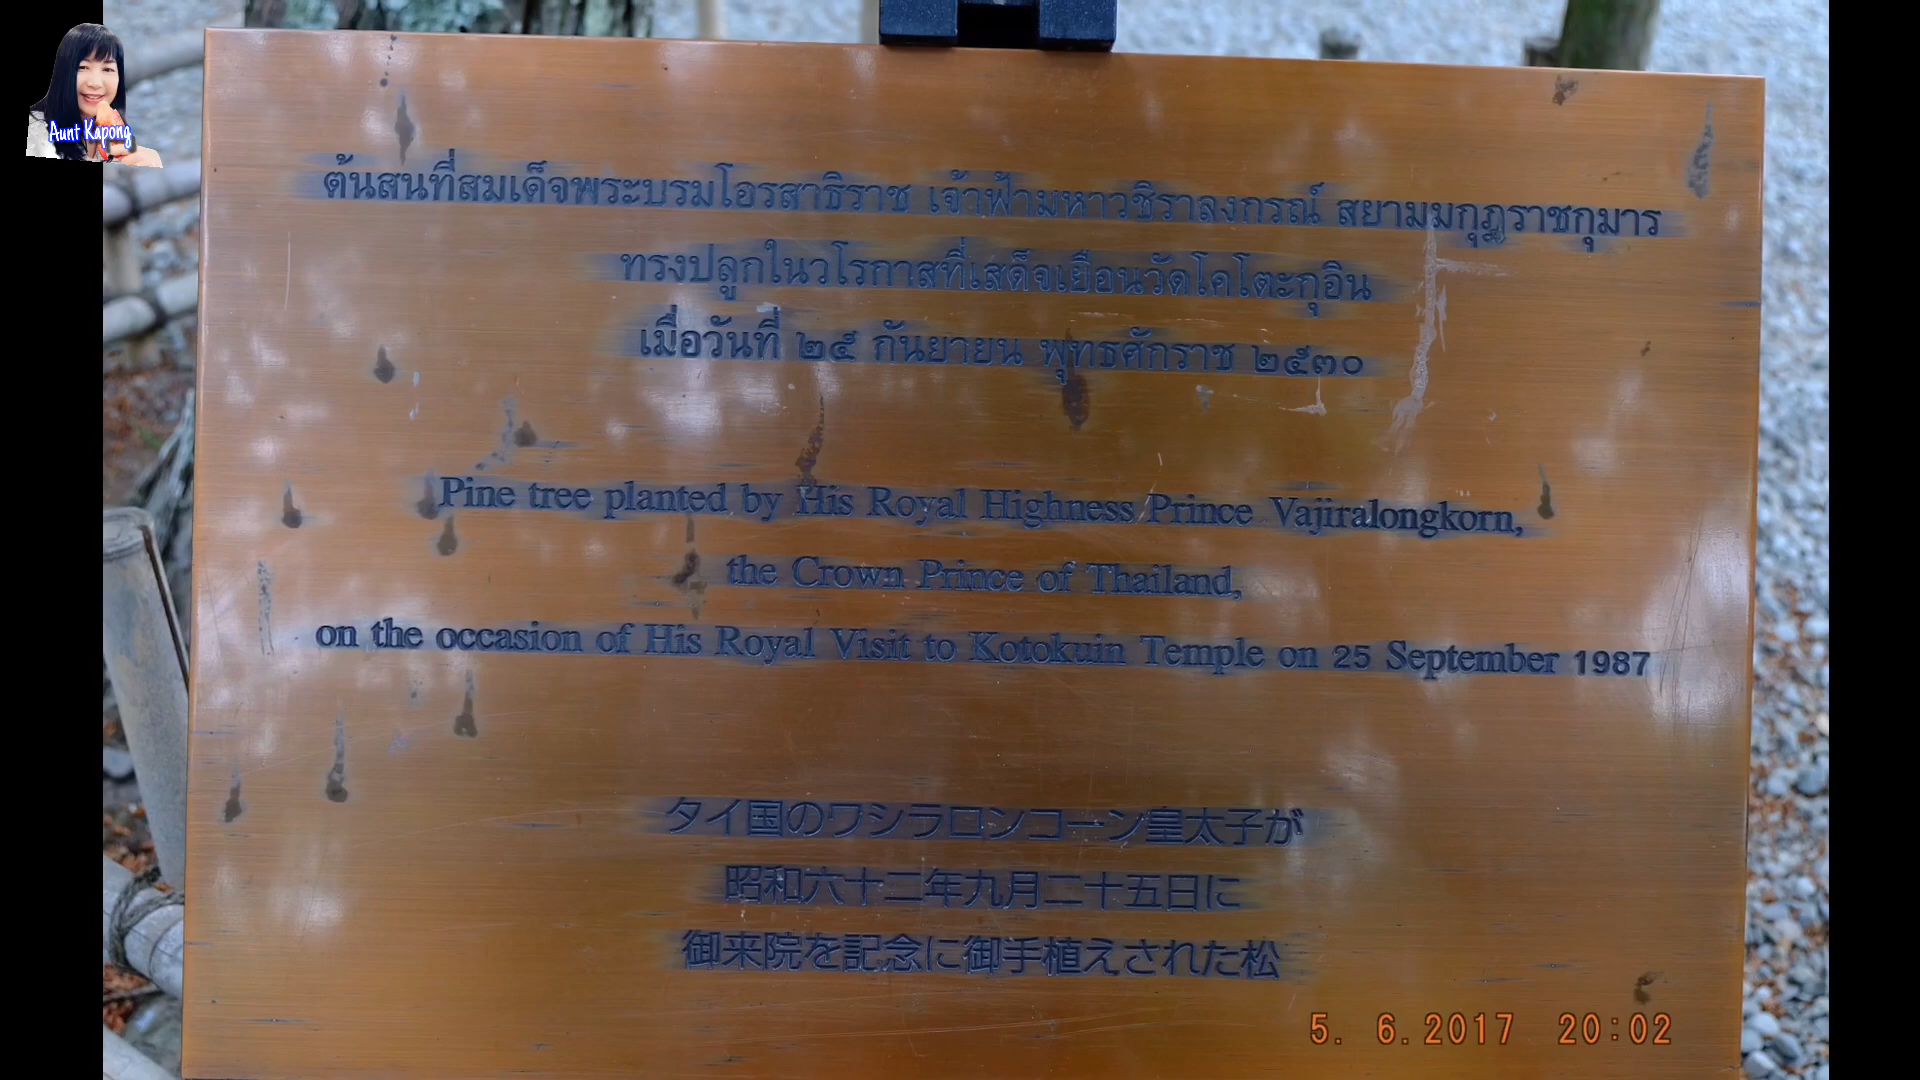 Aunt Kapong
ต้นสนที่สมเด็จพระบรมโอรสาธิราช เจ้าฟ้ามหาวชิราลงกรณ์ สยามมกุฎราชกุมาร
ทรงปลูกในวโรกาสที่เสด็จเยือนวัดโคโตะกุอิน
เมื่อวันที่ ๒๕ กันยายน พุทธศักราช ๒๕๓๐
Pine tree planted by His Royal Highness Prince Vajiralongkorn,
the Crown Prince of Thailand,
on the occasion of His Royal Visit to Kotokuin Temple on 25 September 1987
タイ国のワシラロンコーン皇太子が
昭和六十二年九月二十五日に
御来院を記念に御手植えされた松
5. 6.2017 20:02